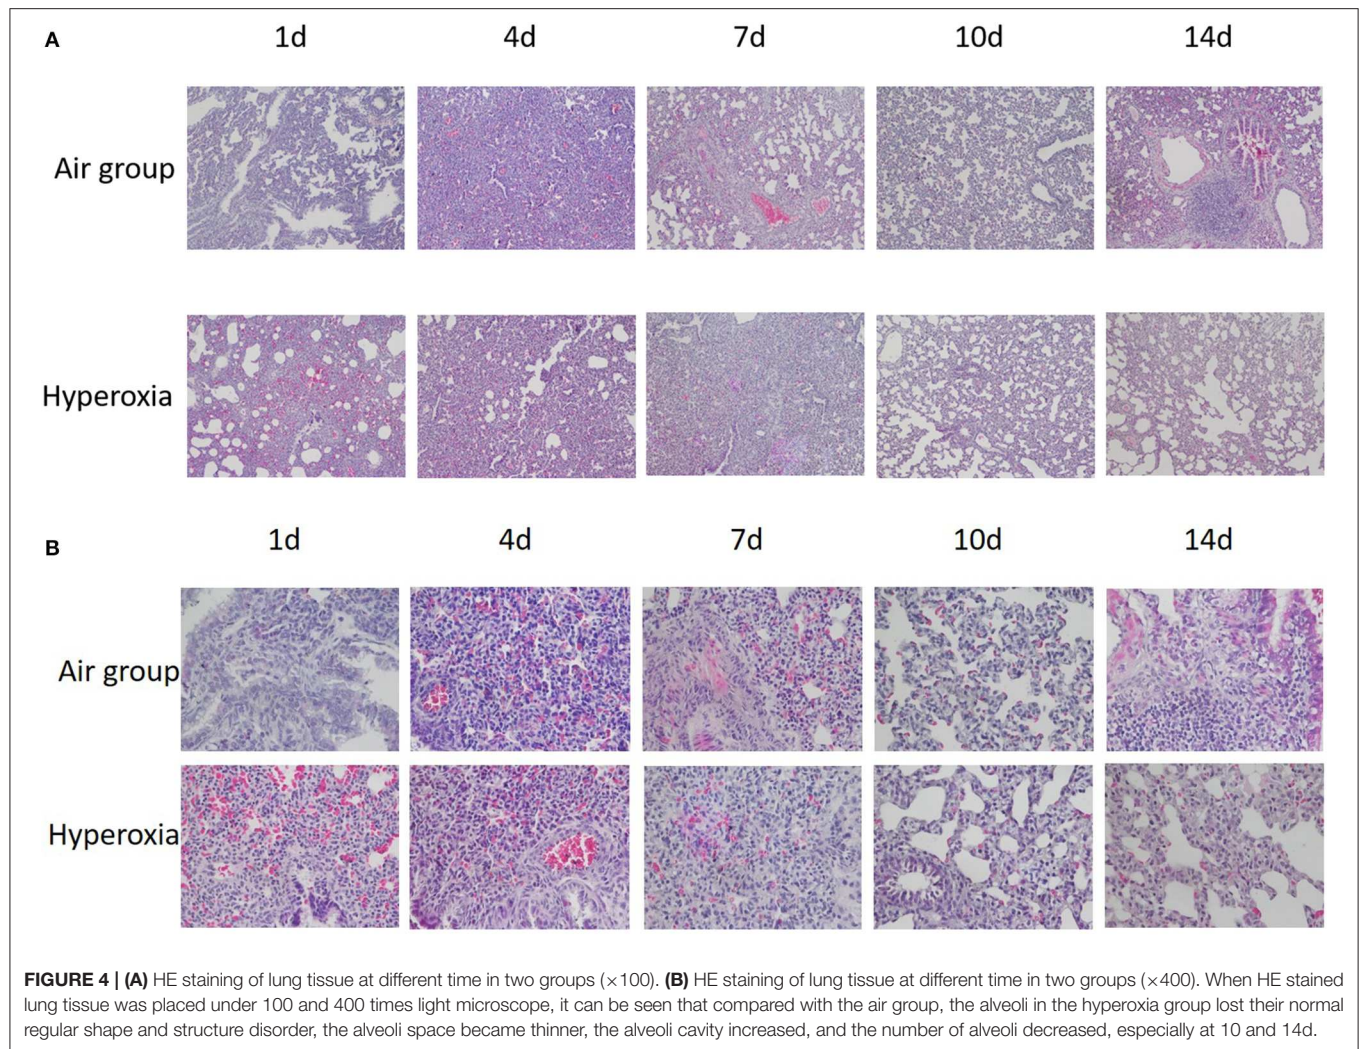 A 1d 4d 7d 10d 14d
Air group
Hyperoxia
B 1d 4d 7d 10d 14d
Air group
Hyperoxia
FIGURE 4 | (A) HE staining of lung tissue at different time in two groups (×100). (B) HE staining of lung tissue at different time in two groups (×400). When HE stained
lung tissue was placed under 100 and 400 times light microscope, it can be seen that compared with the air group, the alveoli in the hyperoxia group lost their normal
regular shape and structure disorder, the alveoli space became thinner, the alveoli cavity increased, and the number of alveoli decreased, especially at 10 and 14d.